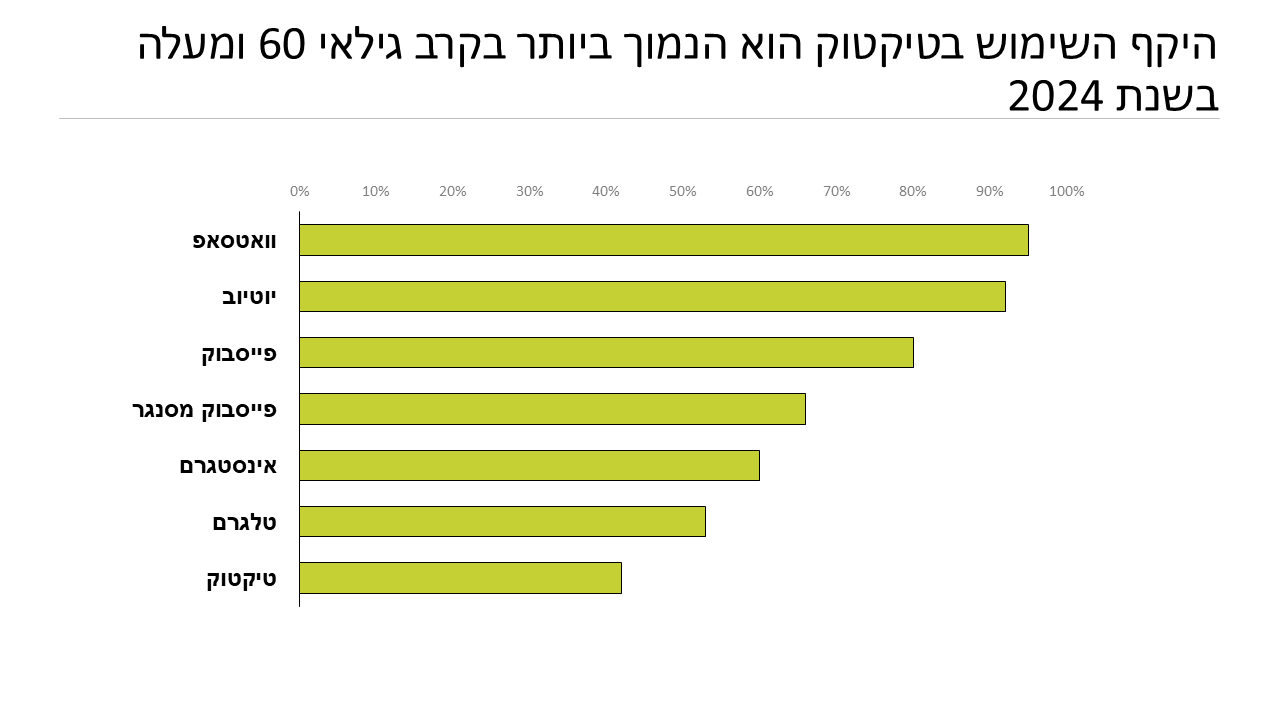 היקף השימוש בטיקטוק הוא הנמוך ביותר בקרב גילאי 60 ומעלה
בשנת 2024
0% 10% 20% 30% 40% 50% 60% 70% 80% 90% 100%
וואטסאפ
יוטיוב
פייסבוק
פייסבוק מסנגר
אינסטגרם
טלגרם
טיקטוק